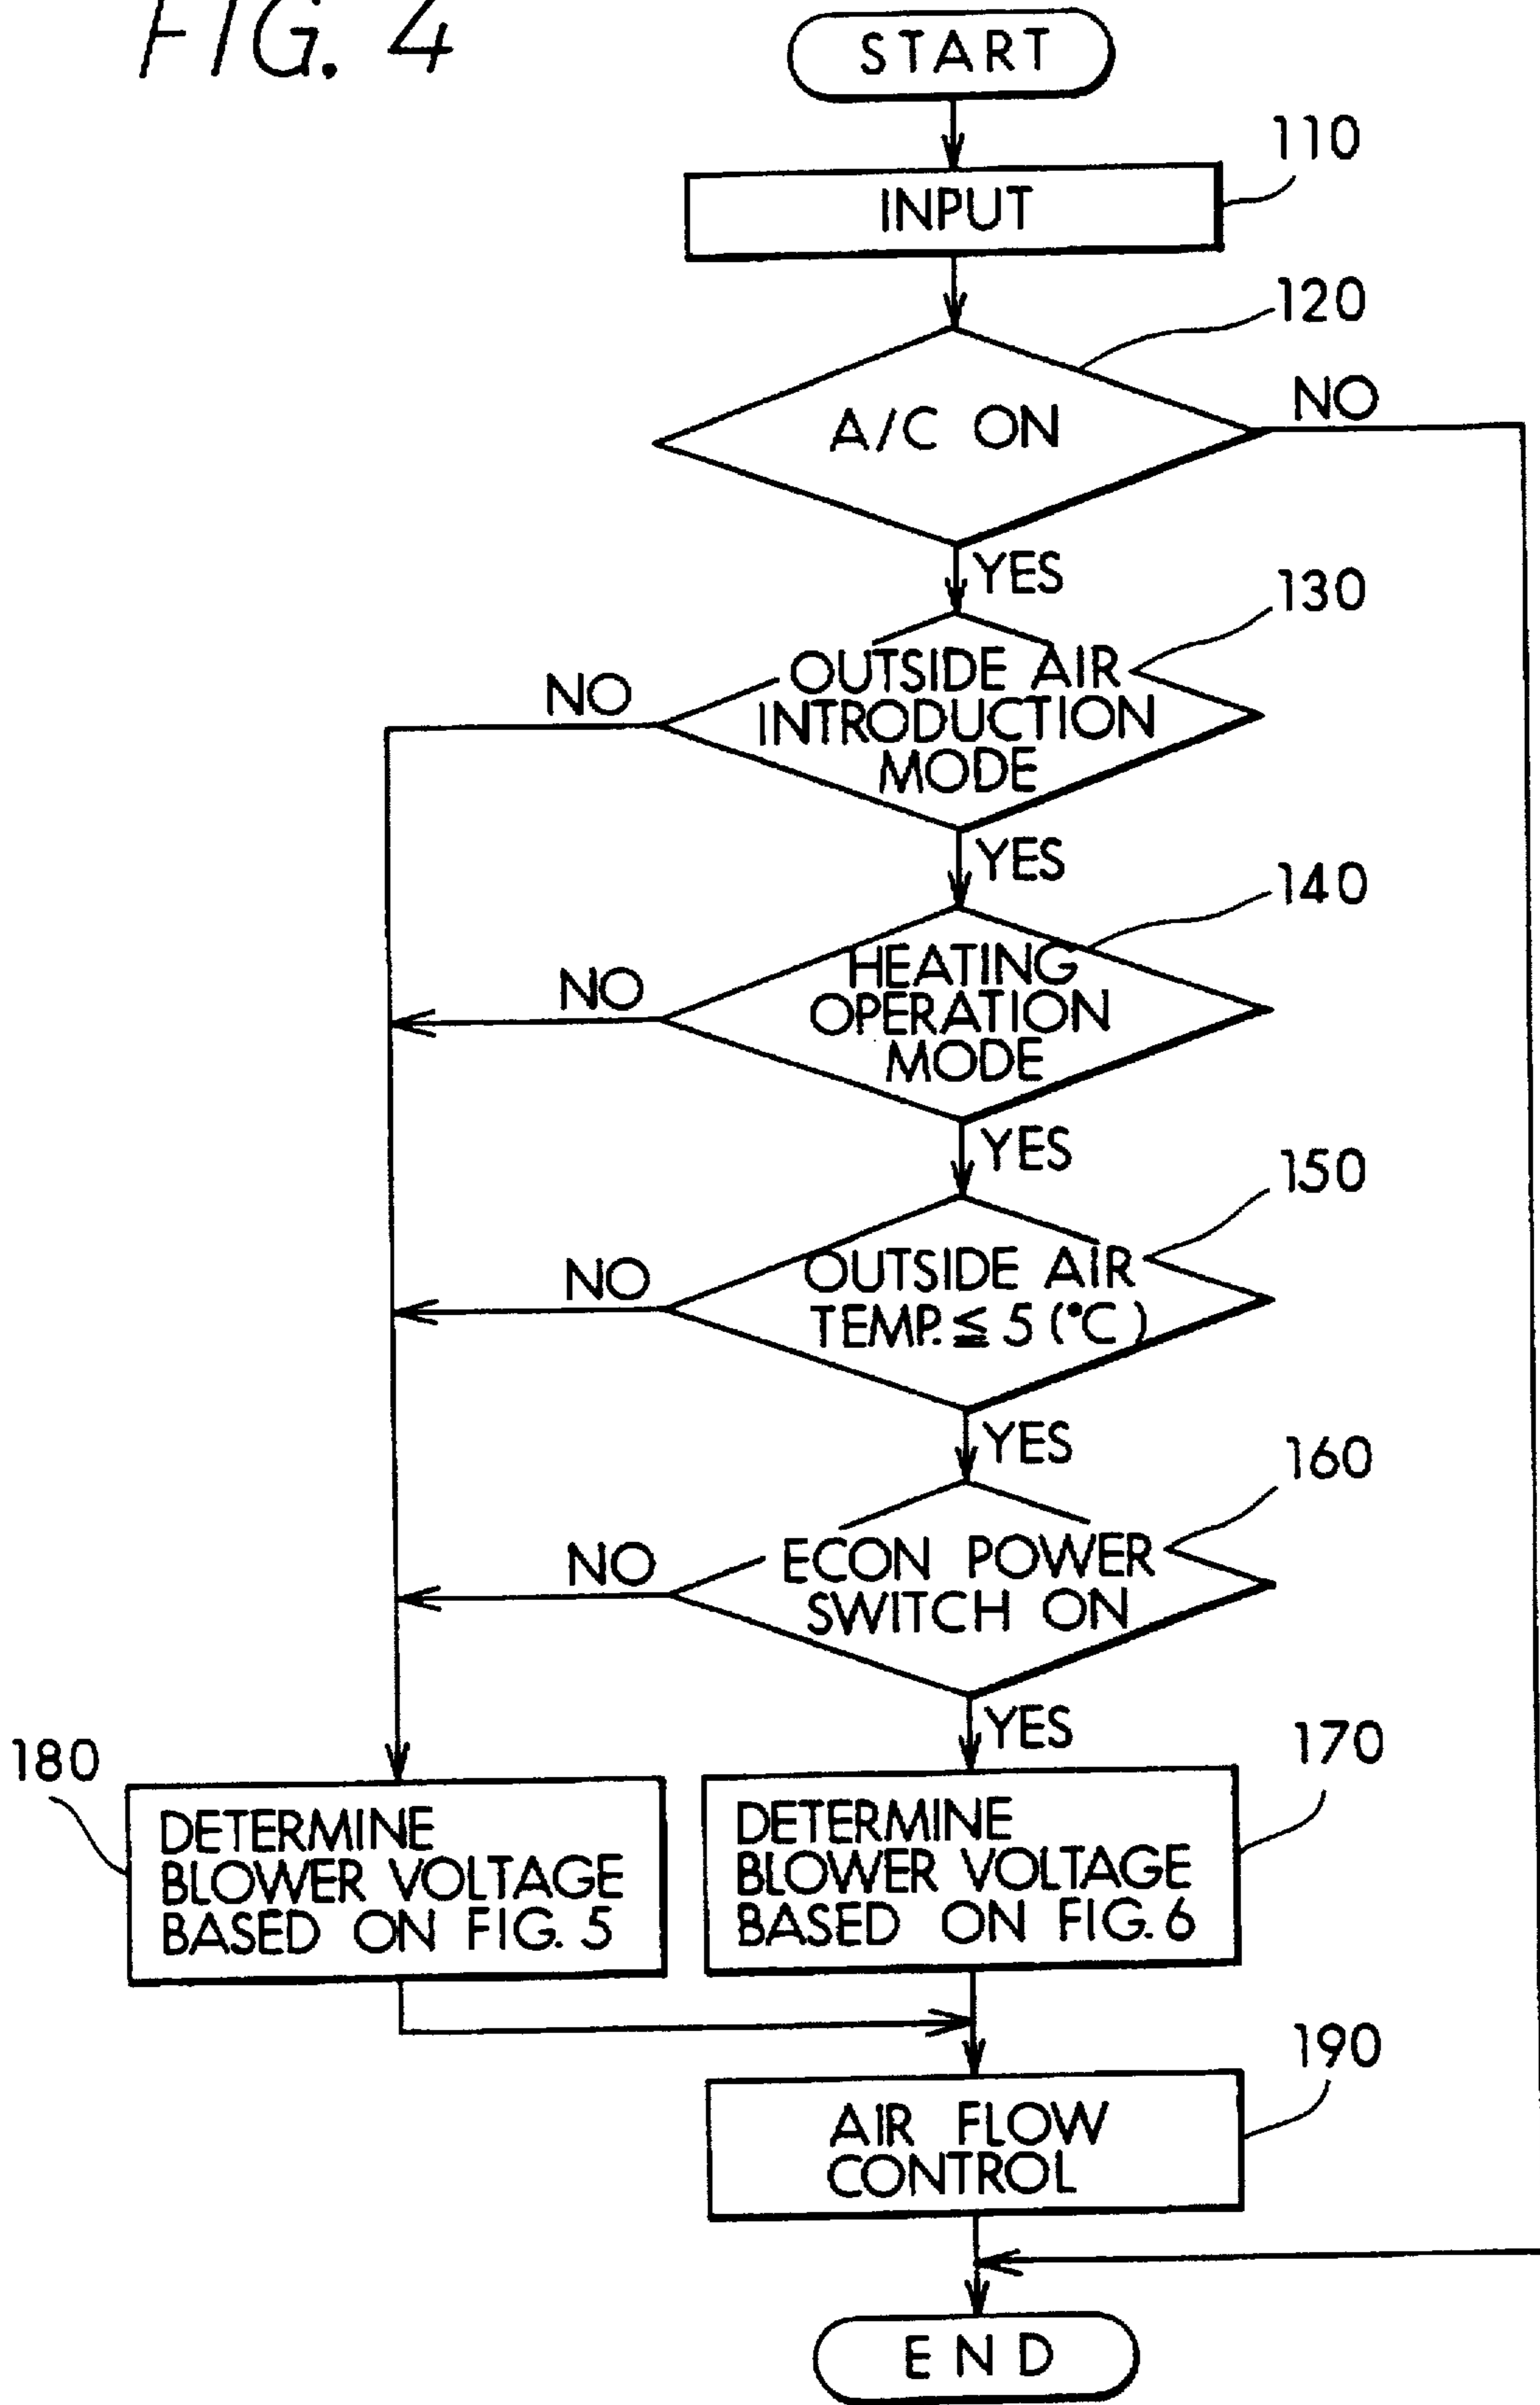 FIG. 4
START
110
INPUT
120
A/C ON
NO
YES
130
NO
OUTSIDE AIR
INTRODUCTION
MODE
YES
140
NO
HEATING
OPERATION
MODE
YES
150
NO
OUTSIDE AIR
TEMP. ≦ 5 (°C)
YES
160
NO
ECON POWER
SWITCH ON
YES
180
170
DETERMINE
BLOWER VOLTAGE
BASED ON FIG. 5
DETERMINE
BLOWER VOLTAGE
BASED ON FIG. 6
190
AIR FLOW
CONTROL
END